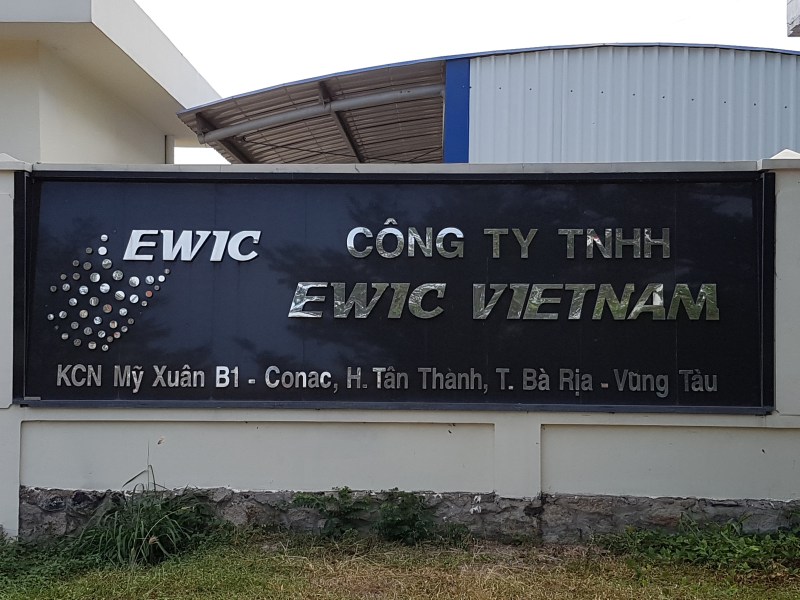 EWIC
CÔNG TY TNHH
EWIC VIETNAM
KCN Mỹ Xuân B1 - Conac, H. Tân Thành, T. Bà Rịa - Vũng Tàu